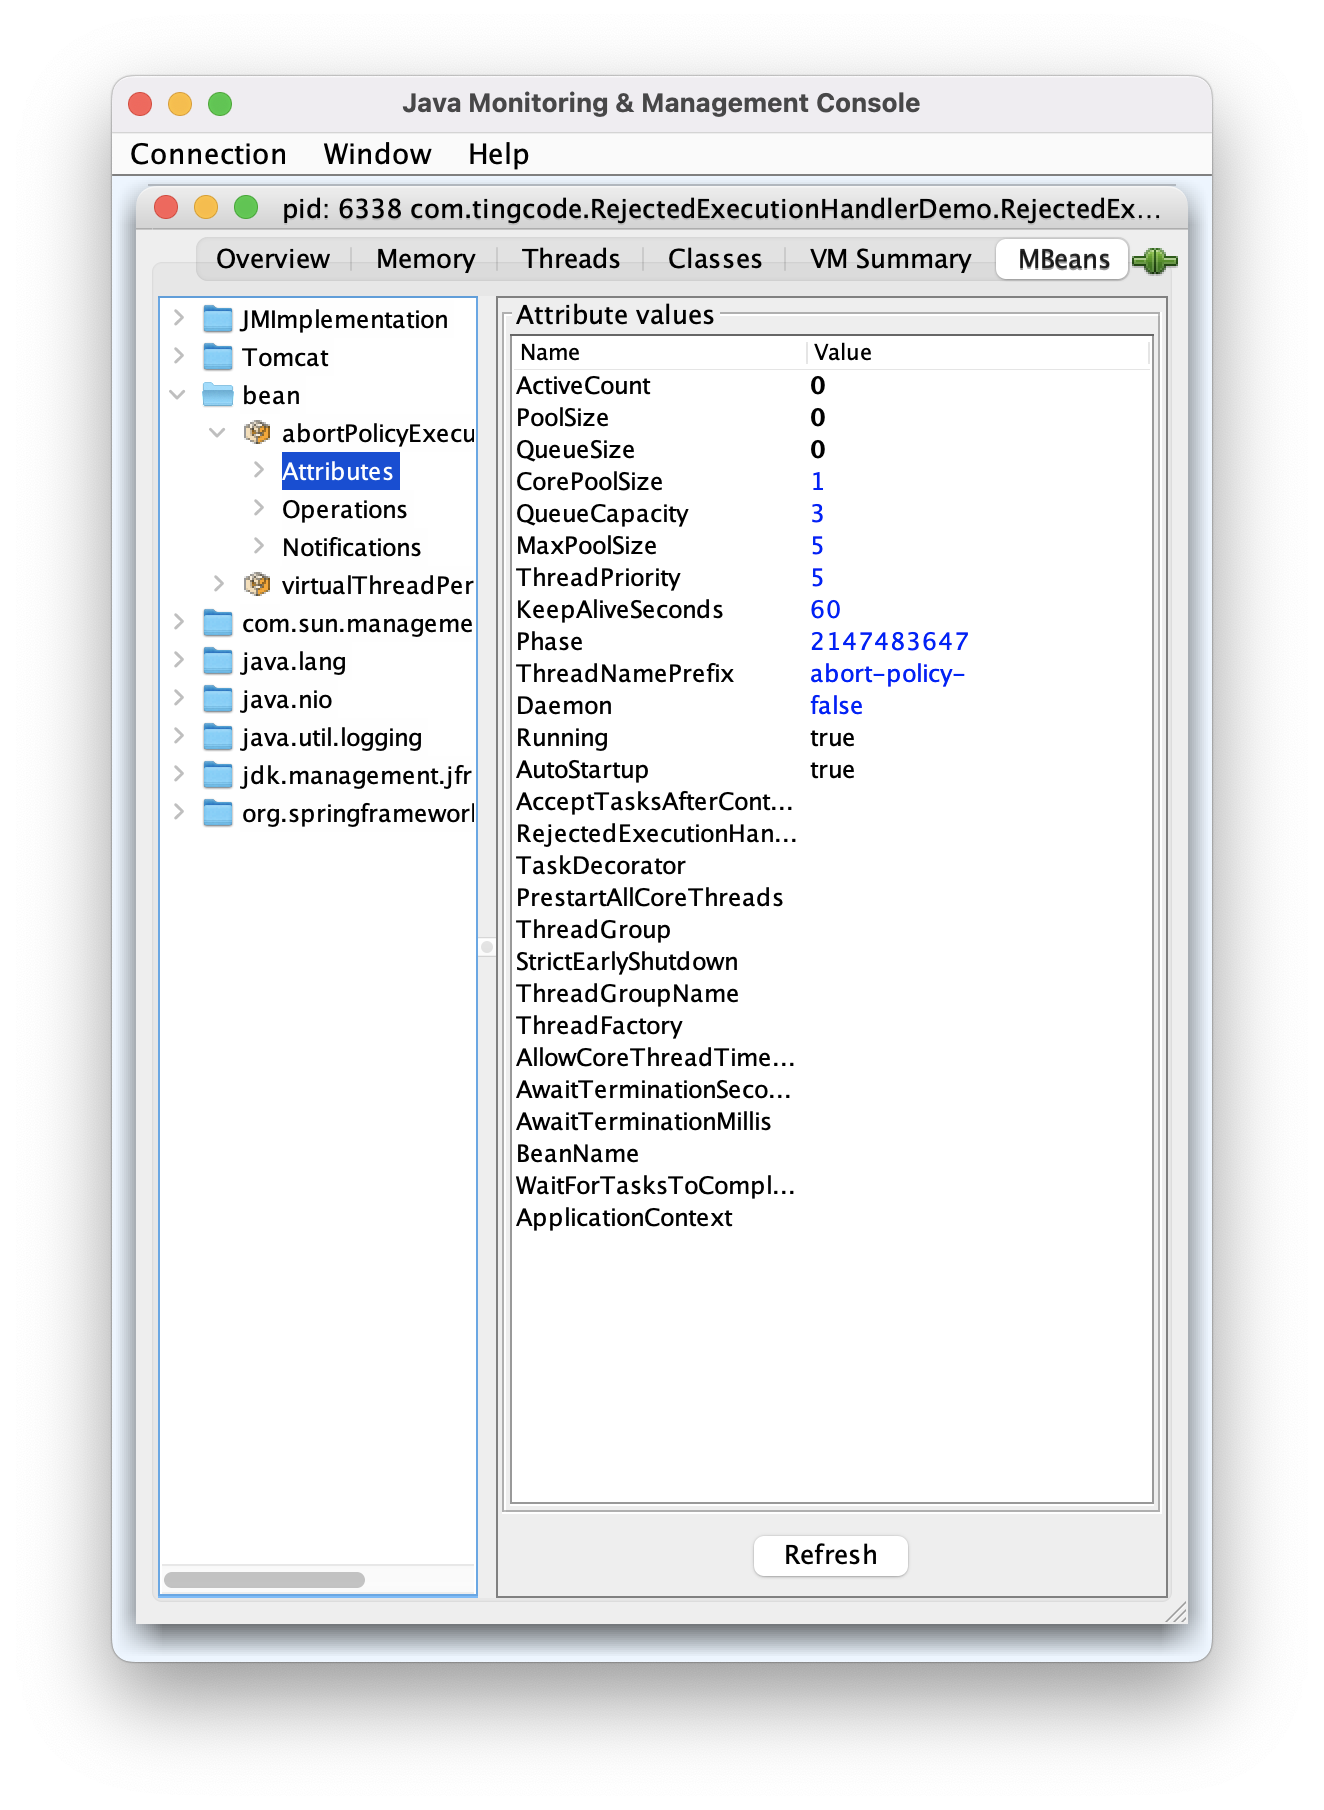 Java Monitoring & Management Console
Connection Window Help
pid: 6338 com.tingcode.RejectedExecutionHandlerDemo.RejectedEx...
Overview Memory Threads Classes VM Summary MBeans
JMImplementation
Tomcat
bean
abortPolicyExecu
Attributes
Operations
Notifications
virtualThreadPer
com.sun.manageme
java.lang
java.nio
java.util.logging
jdk.management.jfr
org.springframework
Attribute values
Name Value
ActiveCount 0
PoolSize 0
QueueSize 0
CorePoolSize 1
QueueCapacity 3
MaxPoolSize 5
ThreadPriority 5
KeepAliveSeconds 60
Phase 2147483647
ThreadNamePrefix abort-policy-
Daemon false
Running true
AutoStartup true
AcceptTasksAfterCont...
RejectedExecutionHan...
TaskDecorator
PrestartAllCoreThreads
ThreadGroup
StrictEarlyShutdown
ThreadGroupName
ThreadFactory
AllowCoreThreadTime...
AwaitTerminationSeco...
AwaitTerminationMillis
BeanName
WaitForTasksToCompl...
ApplicationContext
Refresh